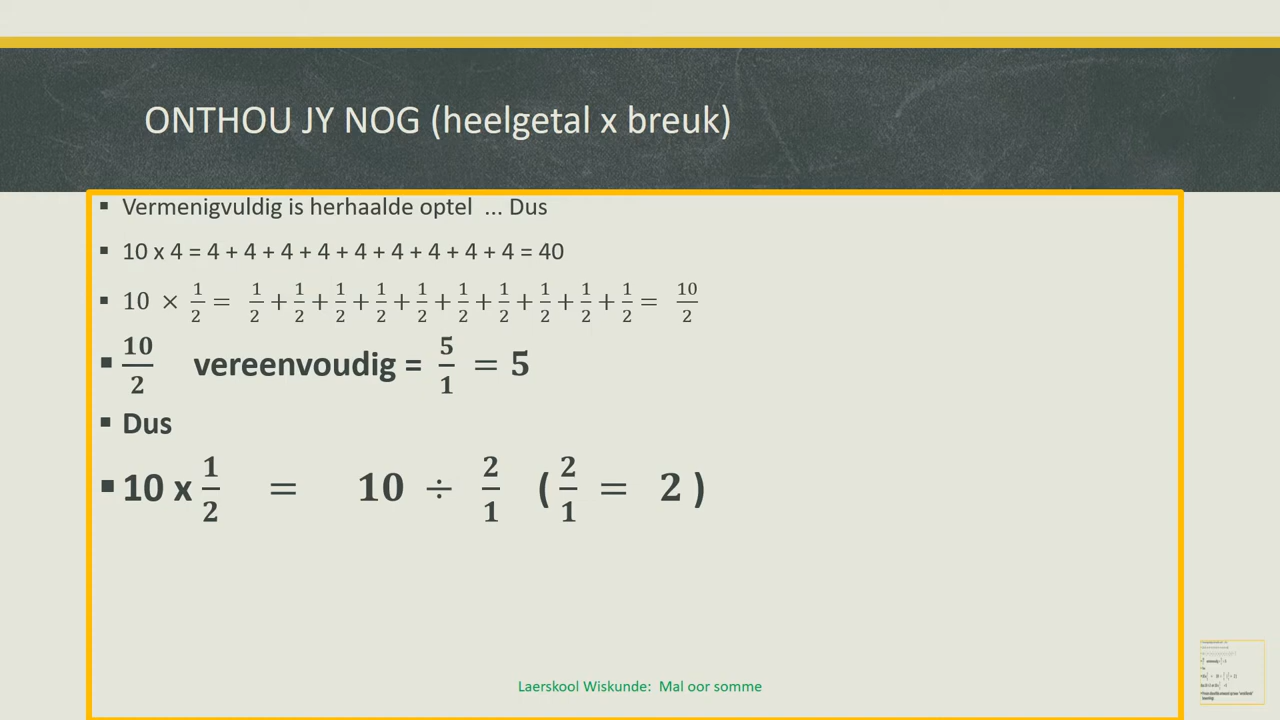 ONTHOU JY NOG (heelgetal x breuk)
▪ Vermenigvuldig is herhaalde optel ... Dus
▪ 10 x 4 = 4 + 4 + 4 + 4 + 4 + 4 + 4 + 4 + 4 = 40
▪ 10 × 1/2 = 1/2 + 1/2 + 1/2 + 1/2 + 1/2 + 1/2 + 1/2 + 1/2 + 1/2 + 1/2 = 10/2
▪ 10/2 vereenvoudig = 5/1 = 5
▪ Dus
▪ 10 x 1/2 = 10 ÷ 2/1 ( 2/1 = 2 )
Laerskool Wiskunde: Mal oor somme